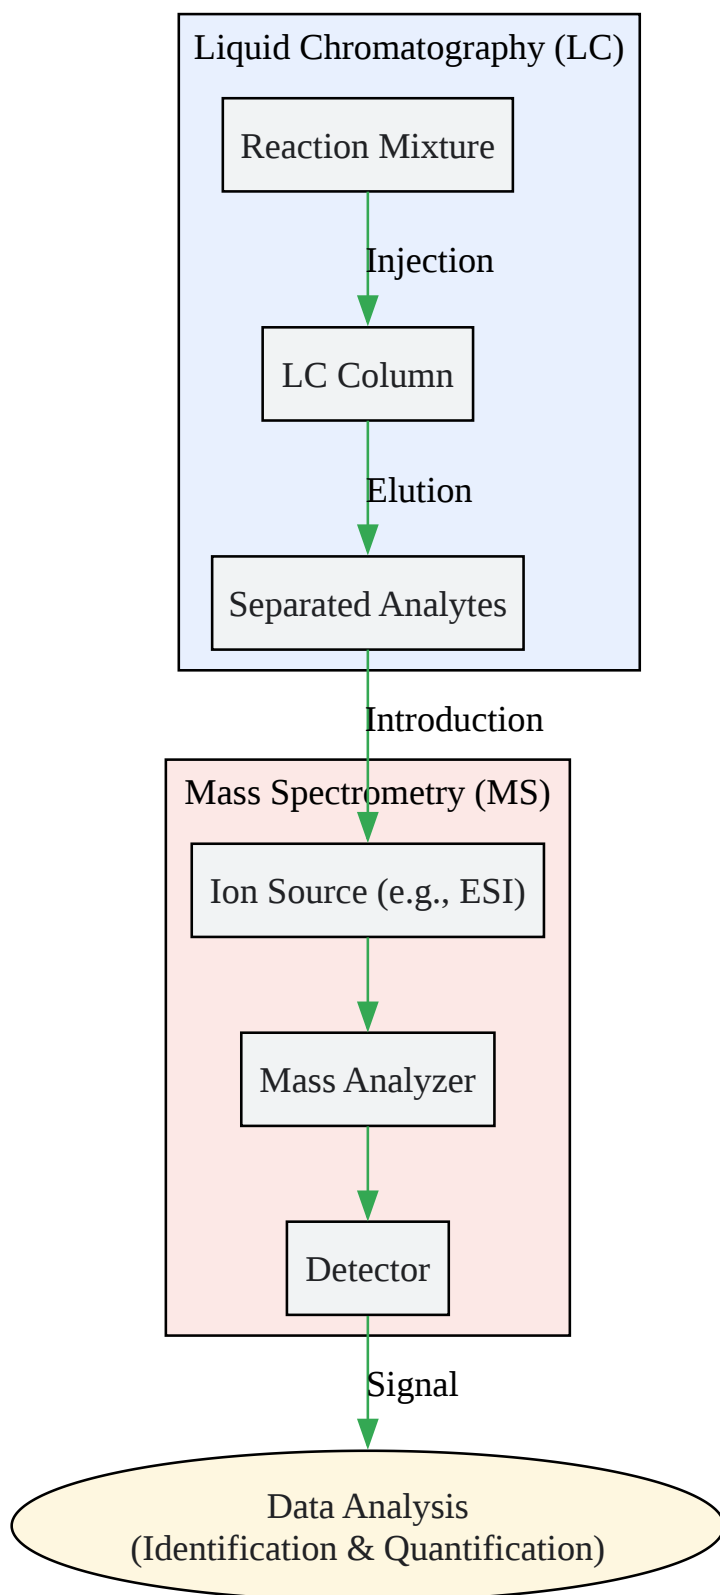 Liquid Chromatography (LC)
Reaction Mixture
Injection
LC Column
Elution
Separated Analytes
Introduction
Mass Spectrometry (MS)
Ion Source (e.g., ESI)
Mass Analyzer
Detector
Signal
Data Analysis
(Identification & Quantification)